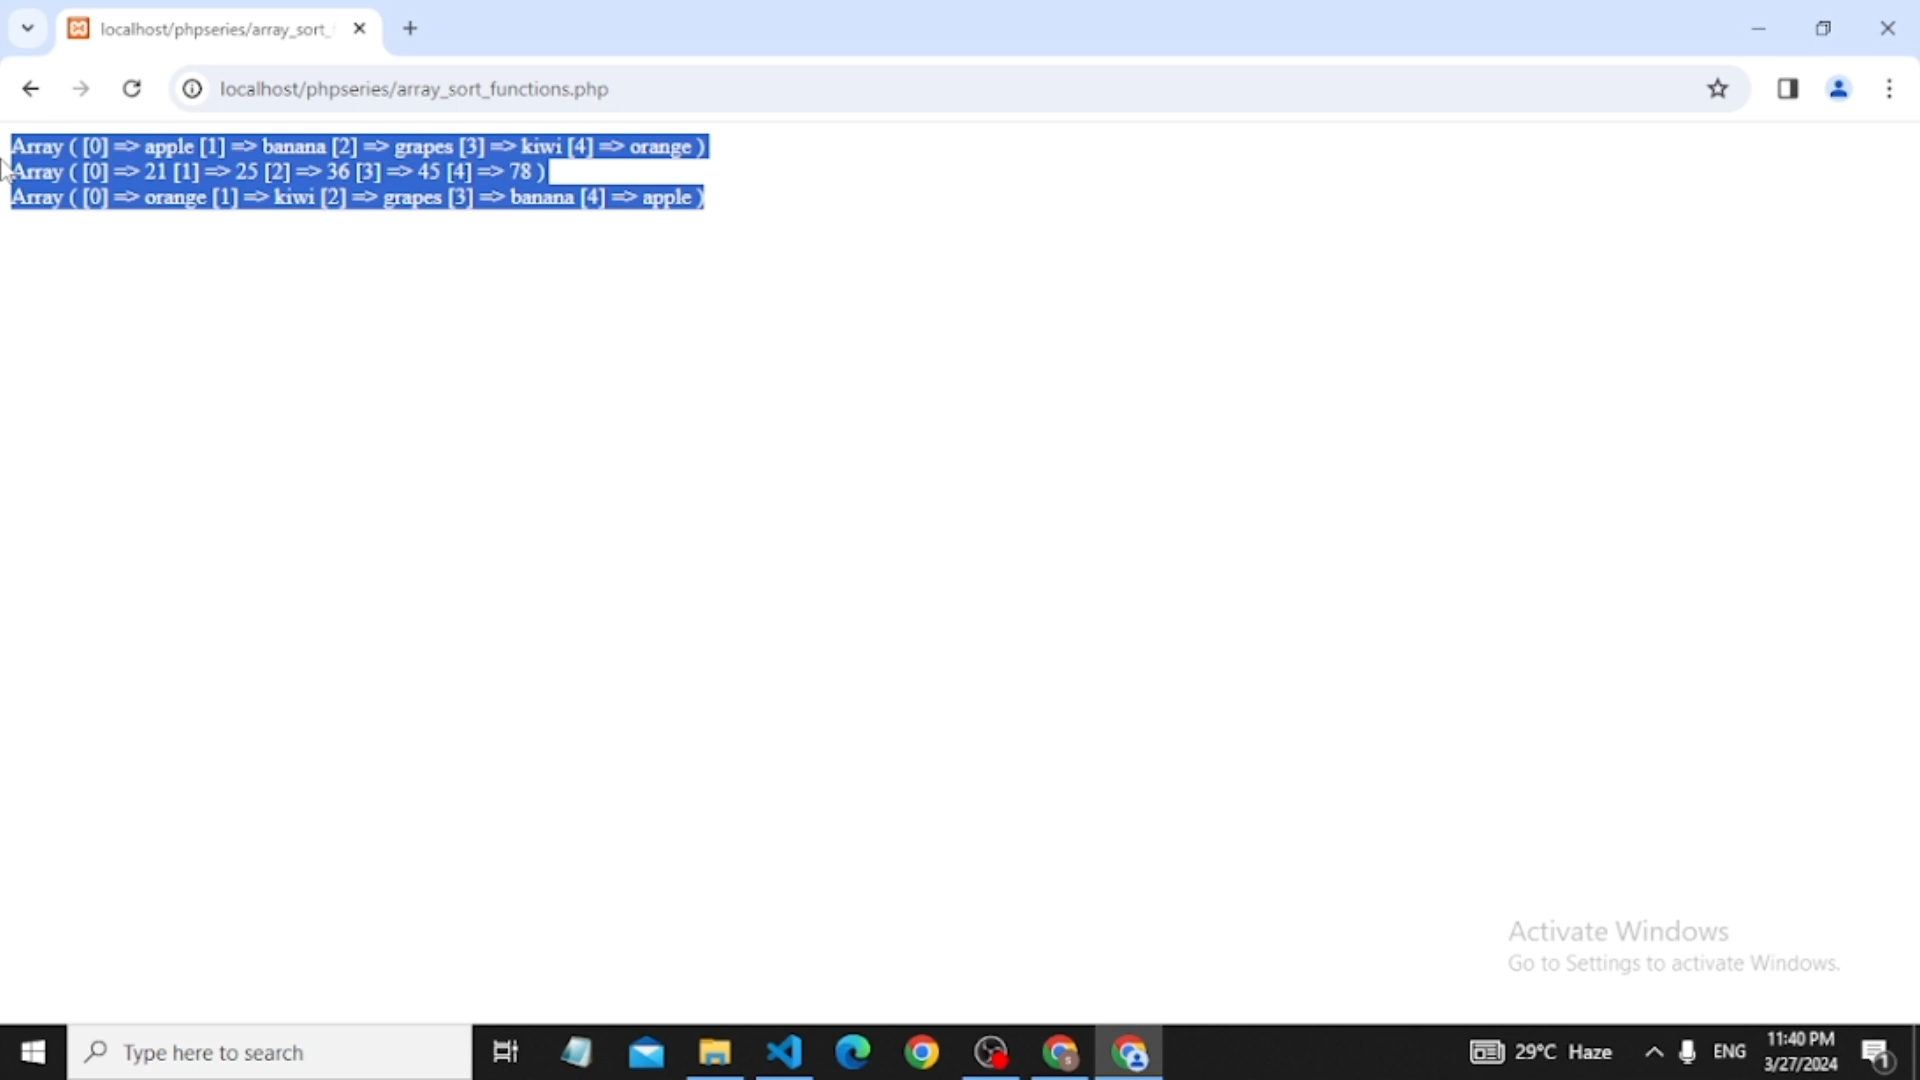 localhost/phpseries/array_sort_
localhost/phpseries/array_sort_functions.php
Array ( [0] => apple [1] => banana [2] => grapes [3] => kiwi [4] => orange )
Array ( [0] => 21 [1] => 25 [2] => 36 [3] => 45 [4] => 78 )
Array ( [0] => orange [1] => kiwi [2] => grapes [3] => banana [4] => apple )
Activate Windows
Go to Settings to activate Windows.
Type here to search
29°C Haze
ENG
11:40 PM
3/27/2024
1